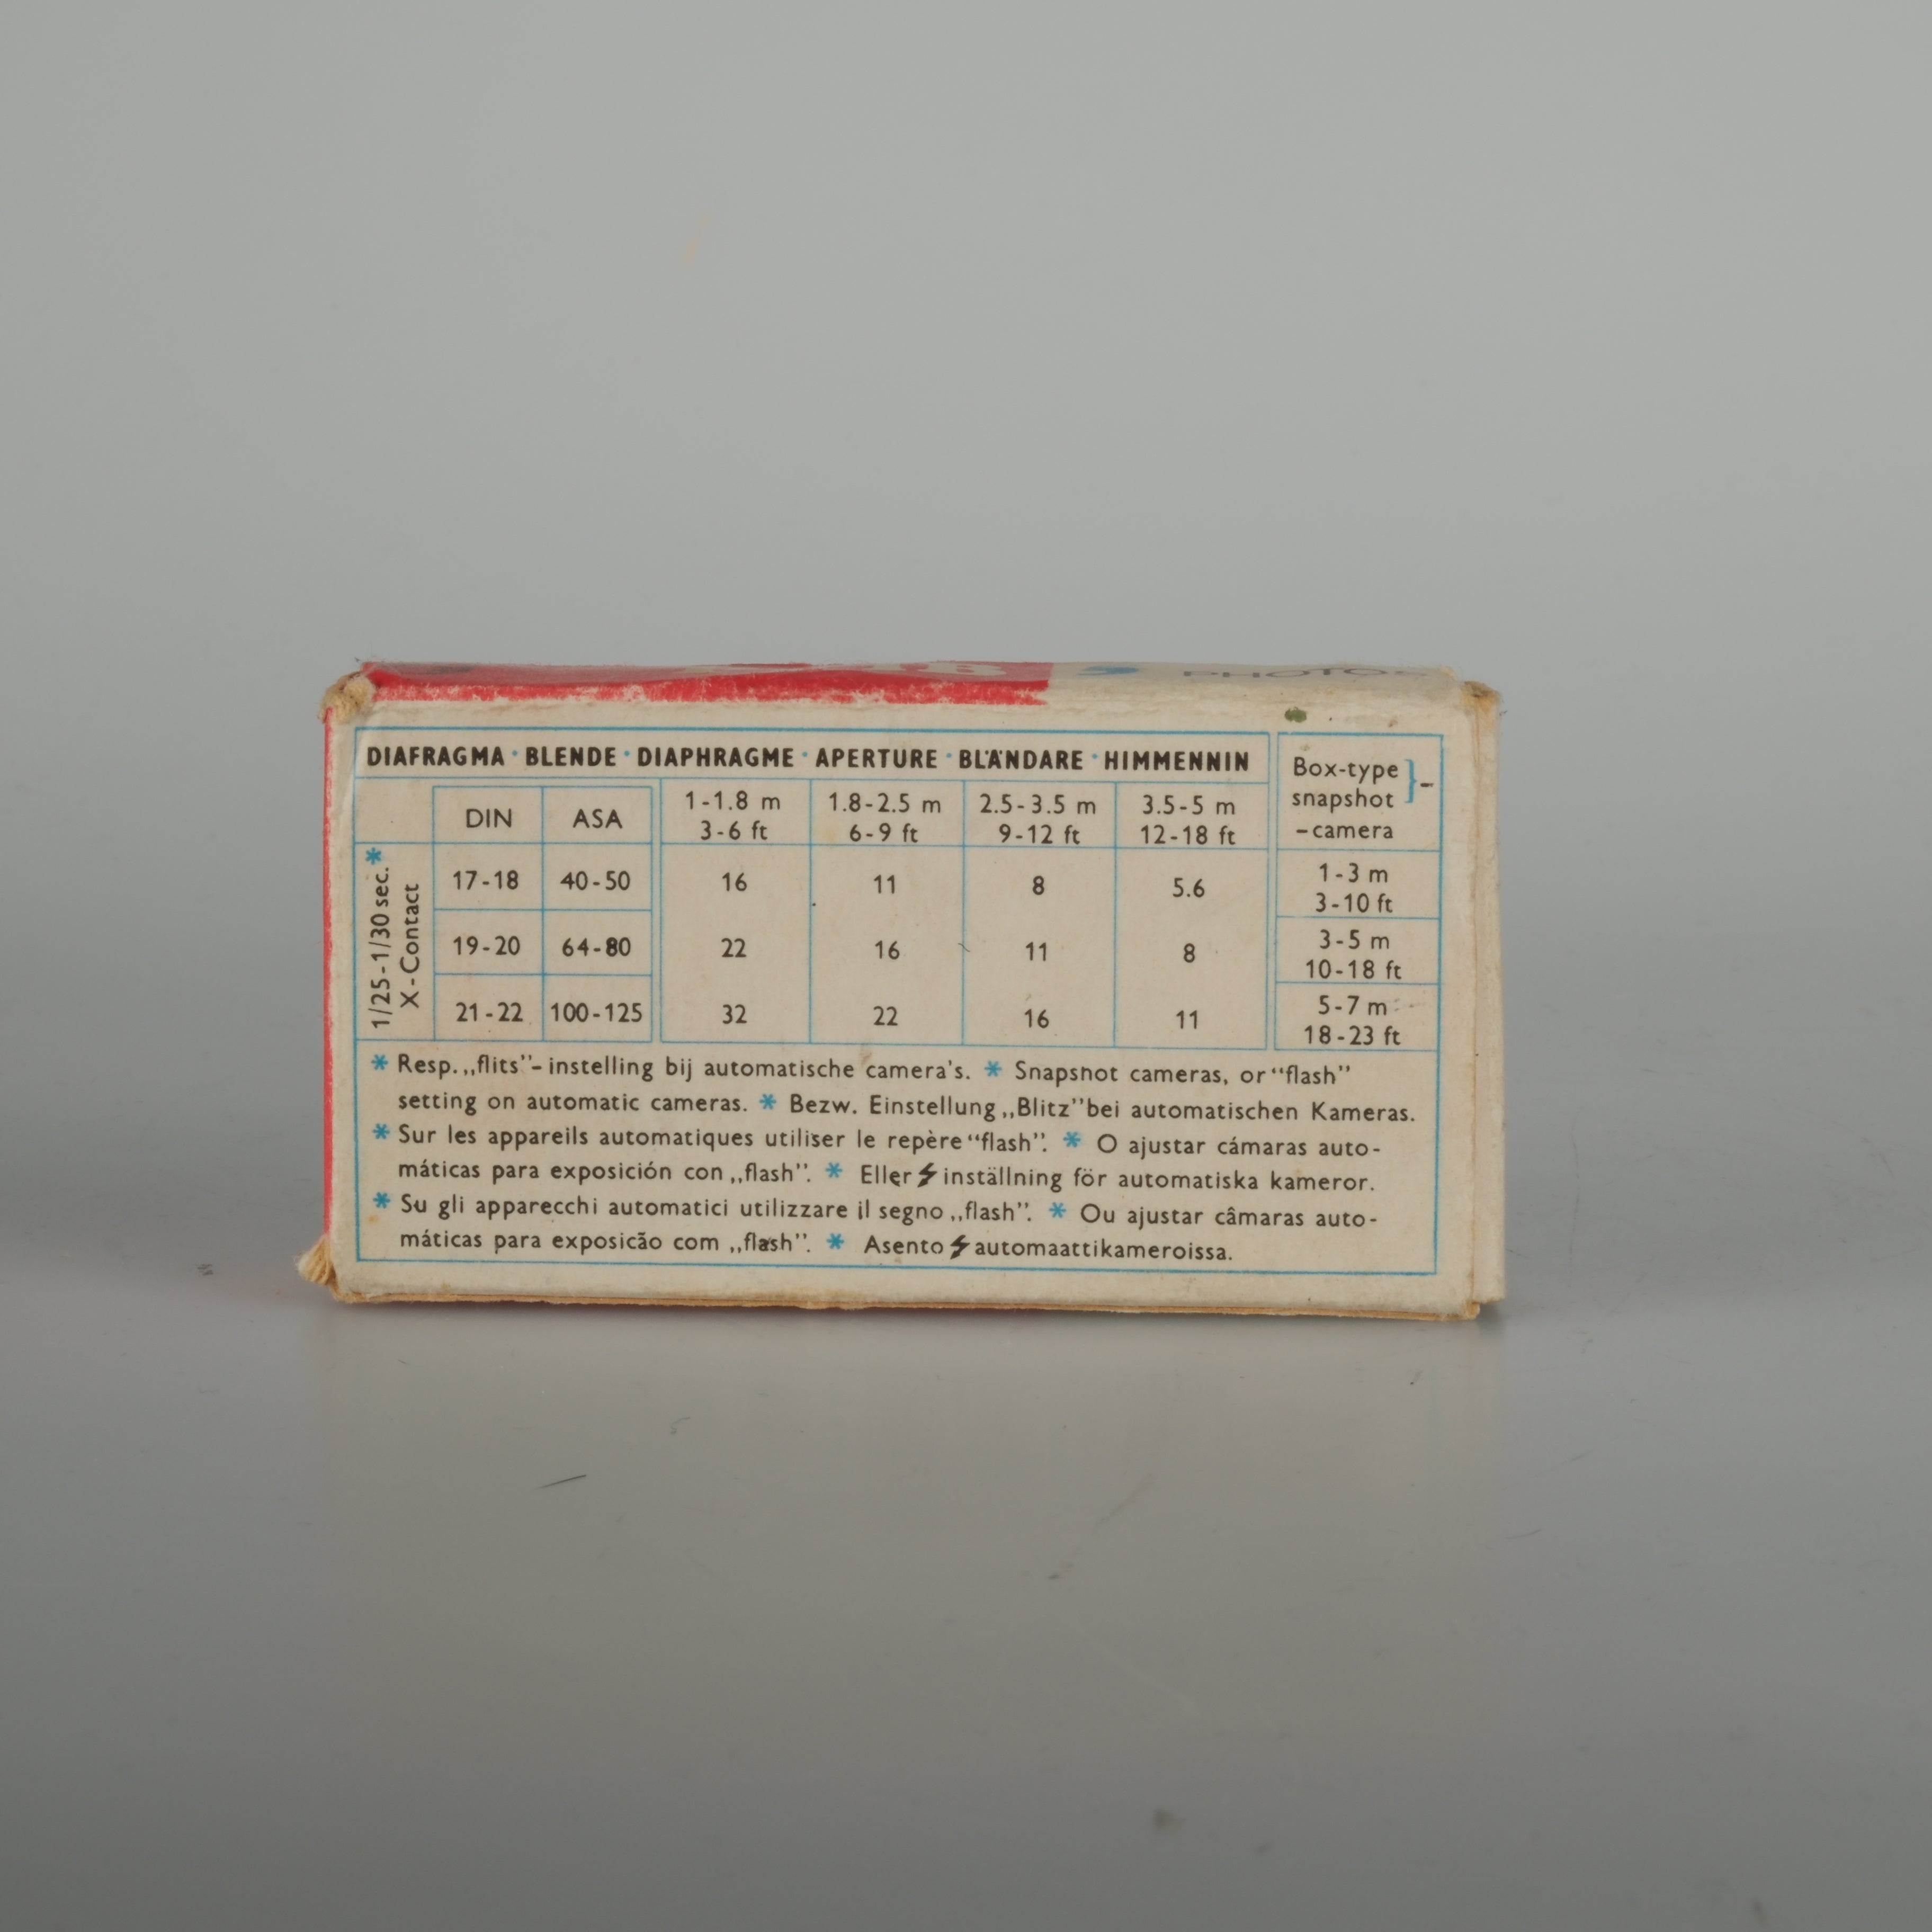 PHOTOS
DIAFRAGMA · BLENDE · DIAPHRAGME · APERTURE · BLÄNDARE · HIMMENNIN
Box-type
snapshot } -
-camera
DIN ASA 1-1.8 m 1.8-2.5 m 2.5-3.5 m 3.5-5 m
3-6 ft 6-9 ft 9-12 ft 12-18 ft
1/25-1/30 sec.*
X-Contact
17-18 40-50 16 11 8 5.6 1-3 m
3-10 ft
19-20 64-80 22 16 11 8 3-5 m
10-18 ft
21-22 100-125 32 22 16 11 5-7 m
18-23 ft
* Resp. „flits”- instelling bij automatische camera's. * Snapshot cameras, or “flash”
setting on automatic cameras. * Bezw. Einstellung „Blitz” bei automatischen Kameras.
* Sur les appareils automatiques utiliser le repère “flash”. * O ajustar cámaras auto-
máticas para exposición con „flash”. * Eller ⚡ inställning för automatiska kameror.
* Su gli apparecchi automatici utilizzare il segno „flash”. * Ou ajustar câmaras auto-
máticas para exposicão com „flash”. * Asento ⚡ automaattikameroissa.